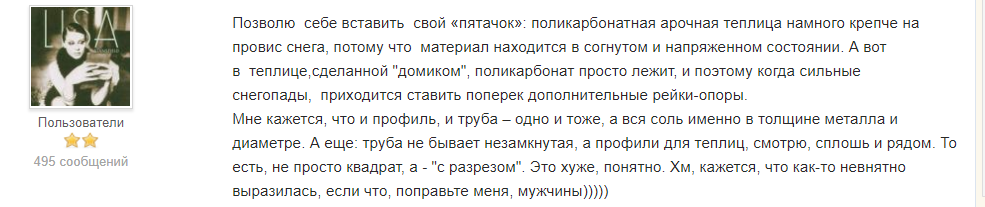 LISA
Позволю себе вставить свой «пятачок»: поликарбонатная арочная теплица намного крепче на
провис снега, потому что материал находится в согнутом и напряженном состоянии. А вот
в теплице,сделанной "домиком", поликарбонат просто лежит, и поэтому когда сильные
снегопады, приходится ставить поперек дополнительные рейки-опоры.
Мне кажется, что и профиль, и труба – одно и тоже, а вся соль именно в толщине металла и
диаметре. А еще: труба не бывает незамкнутая, а профили для теплиц, смотрю, сплошь и рядом. То
есть, не просто квадрат, а - "с разрезом". Это хуже, понятно. Хм, кажется, что как-то невнятно
выразилась, если что, поправьте меня, мужчины)))))
Пользователи
495 сообщений